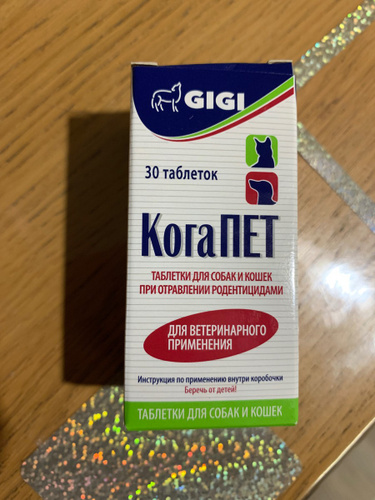 GIGI
30 таблеток
КогаПЕТ
ТАБЛЕТКИ ДЛЯ СОБАК И КОШЕК
ПРИ ОТРАВЛЕНИИ РОДЕНТИЦИДАМИ
ДЛЯ ВЕТЕРИНАРНОГО
ПРИМЕНЕНИЯ
Инструкция по применению внутри коробочки
Беречь от детей!
ТАБЛЕТКИ ДЛЯ СОБАК И КОШЕК